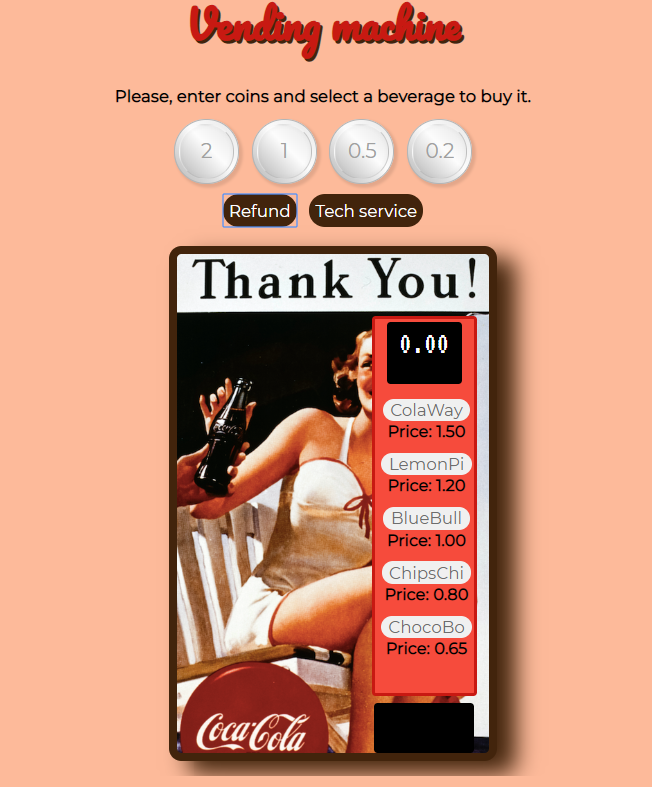 Vending machine
Please, enter coins and select a beverage to buy it.
2 1 0.5 0.2
Refund Tech service
Thank You!
0.00
ColaWay
Price: 1.50
LemonPi
Price: 1.20
BlueBull
Price: 1.00
ChipsChi
Price: 0.80
ChocoBo
Price: 0.65
Coca-Cola